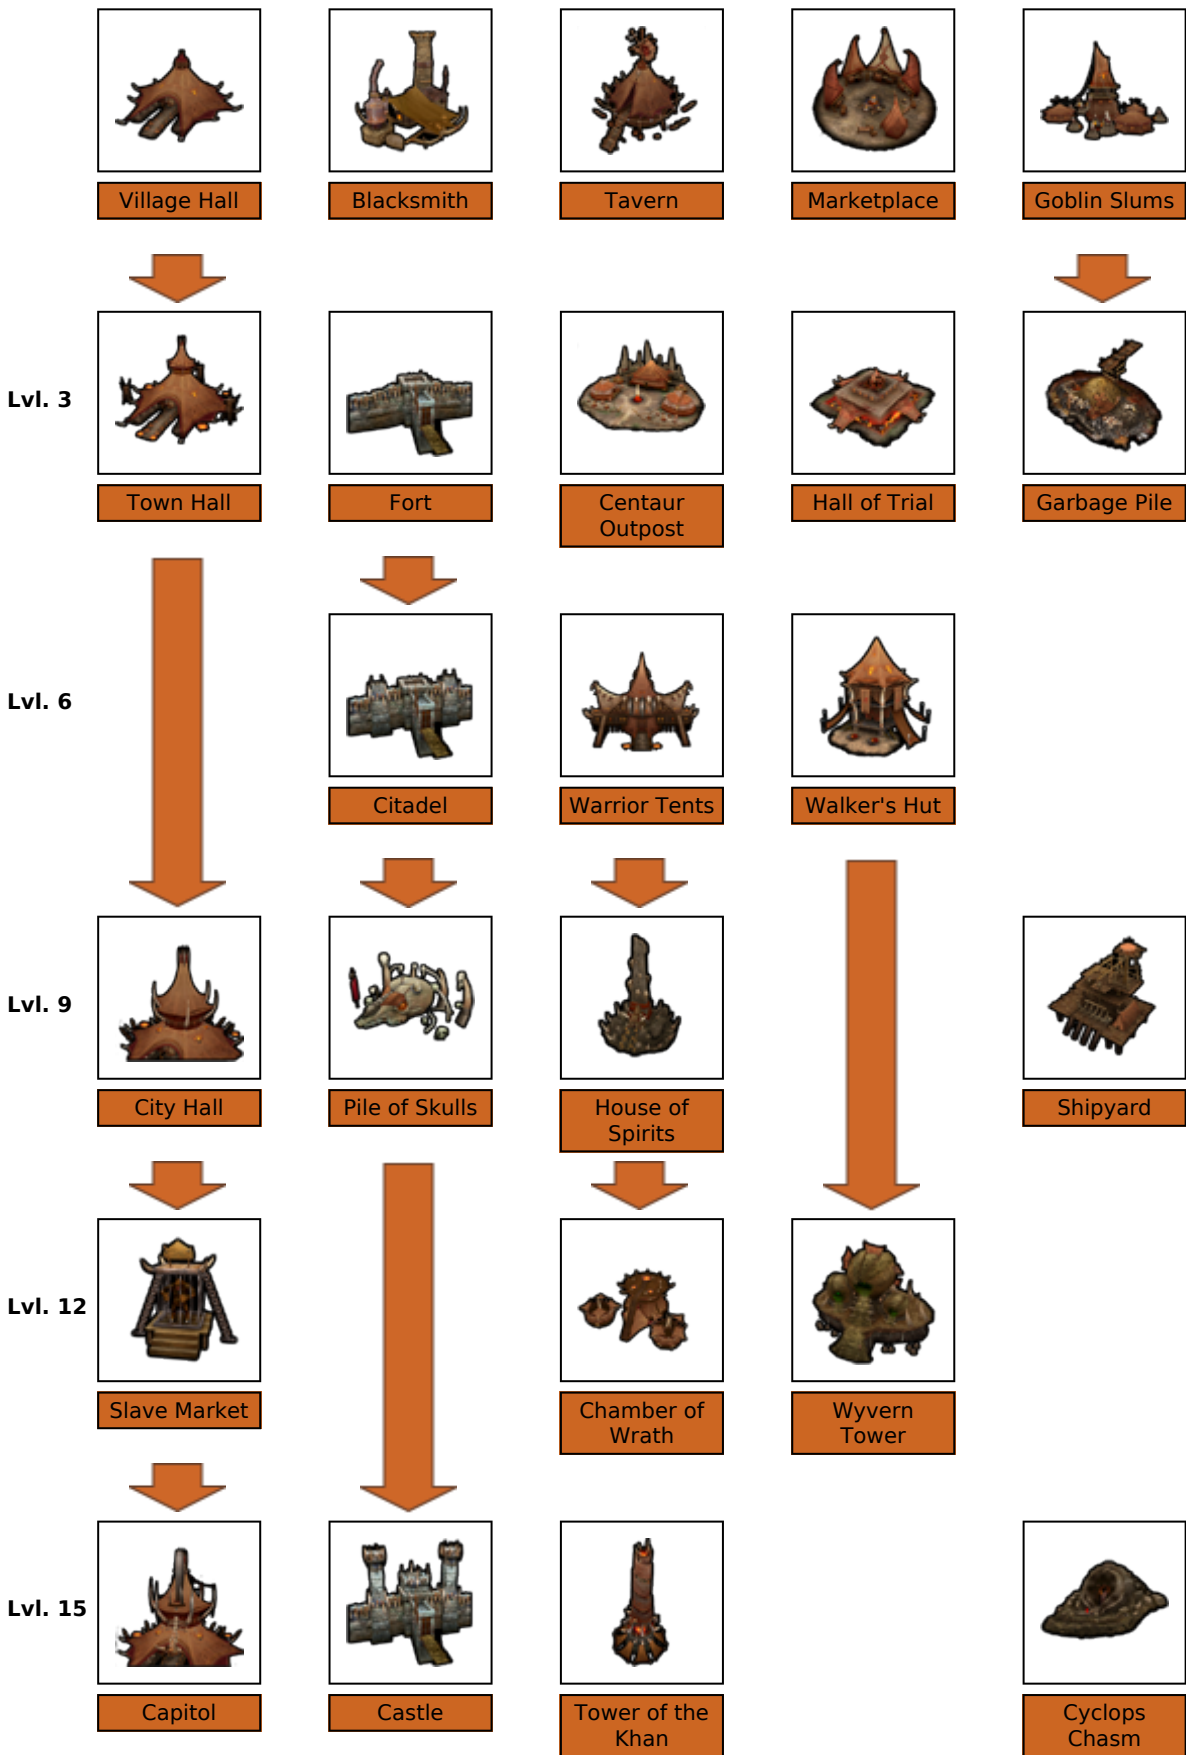 Village Hall
Blacksmith
Tavern
Marketplace
Goblin Slums
Lvl. 3
Town Hall
Fort
Centaur
Outpost
Hall of Trial
Garbage Pile
Lvl. 6
Citadel
Warrior Tents
Walker's Hut
Lvl. 9
City Hall
Pile of Skulls
House of
Spirits
Shipyard
Lvl. 12
Slave Market
Chamber of
Wrath
Wyvern
Tower
Lvl. 15
Capitol
Castle
Tower of the
Khan
Cyclops
Chasm